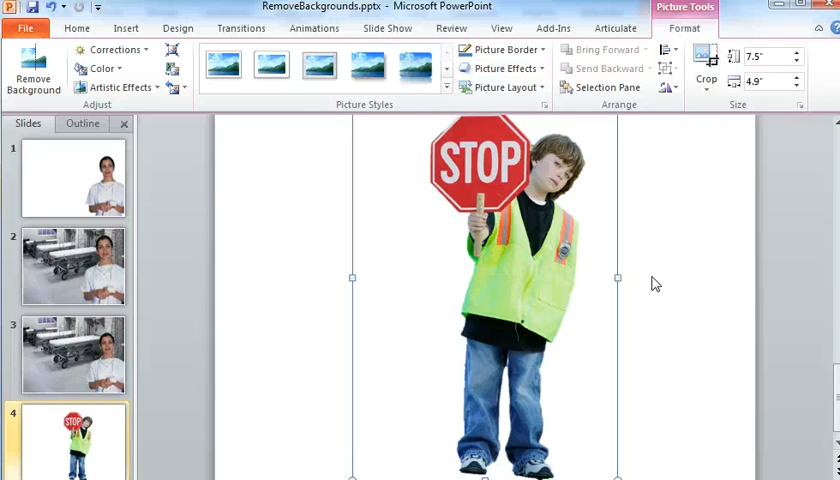 RemoveBackgrounds.pptx - Microsoft PowerPoint
Picture Tools
File Home Insert Design Transitions Animations Slide Show Review View Add-Ins Articulate Format
Remove Background
Corrections
Color
Artistic Effects
Adjust
Picture Styles
Picture Border
Picture Effects
Picture Layout
Bring Forward
Send Backward
Selection Pane
Arrange
Crop
7.5"
4.9"
Size
Slides Outline
1
2
3
4
STOP
STOP